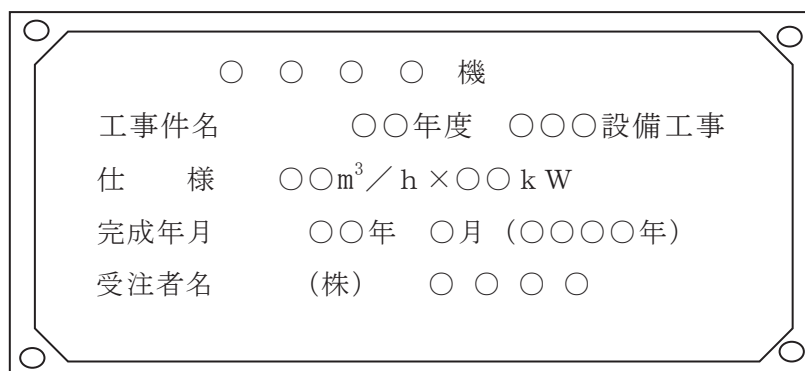 ○ ○ ○ ○ 機
工事件名 ○○年度 ○○○設備工事
仕 様 ○○m³／h×○○kW
完成年月 ○○年 ○月（○○○○年）
受注者名 （株） ○ ○ ○ ○